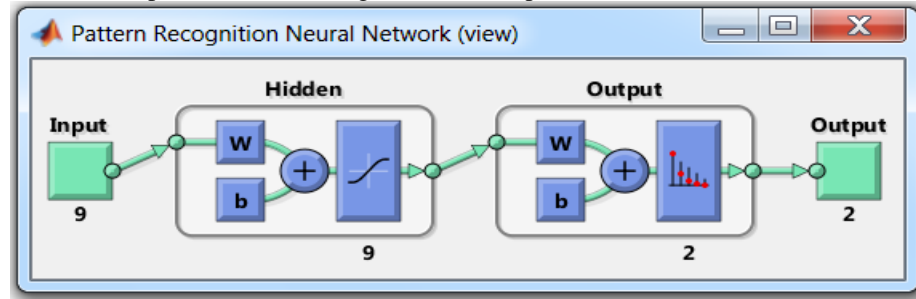 Pattern Recognition Neural Network (view)
Hidden
Output
Input
Output
W
W
b
b
9
2
9
2